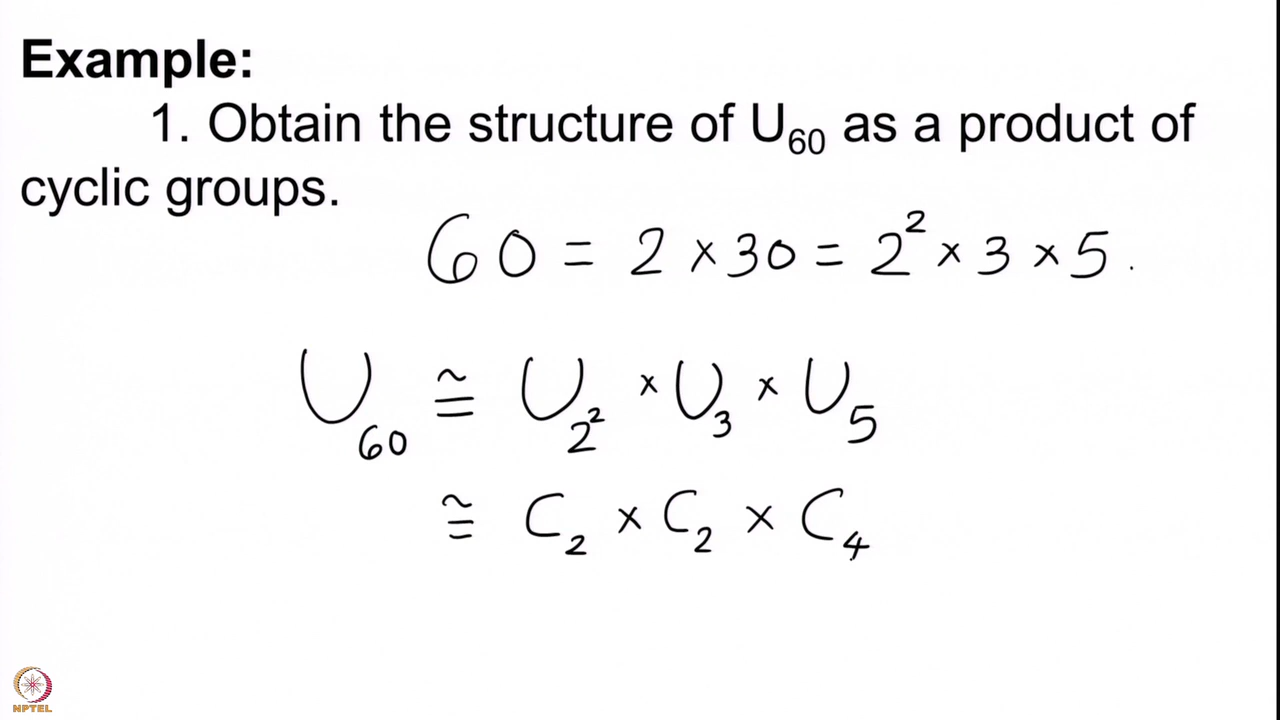 Example:
1. Obtain the structure of U₆₀ as a product of
cyclic groups.
60 = 2 × 30 = 2² × 3 × 5.
U₆₀ ≅ U₂² × U₃ × U₅
≅ C₂ × C₂ × C₄
NPTEL